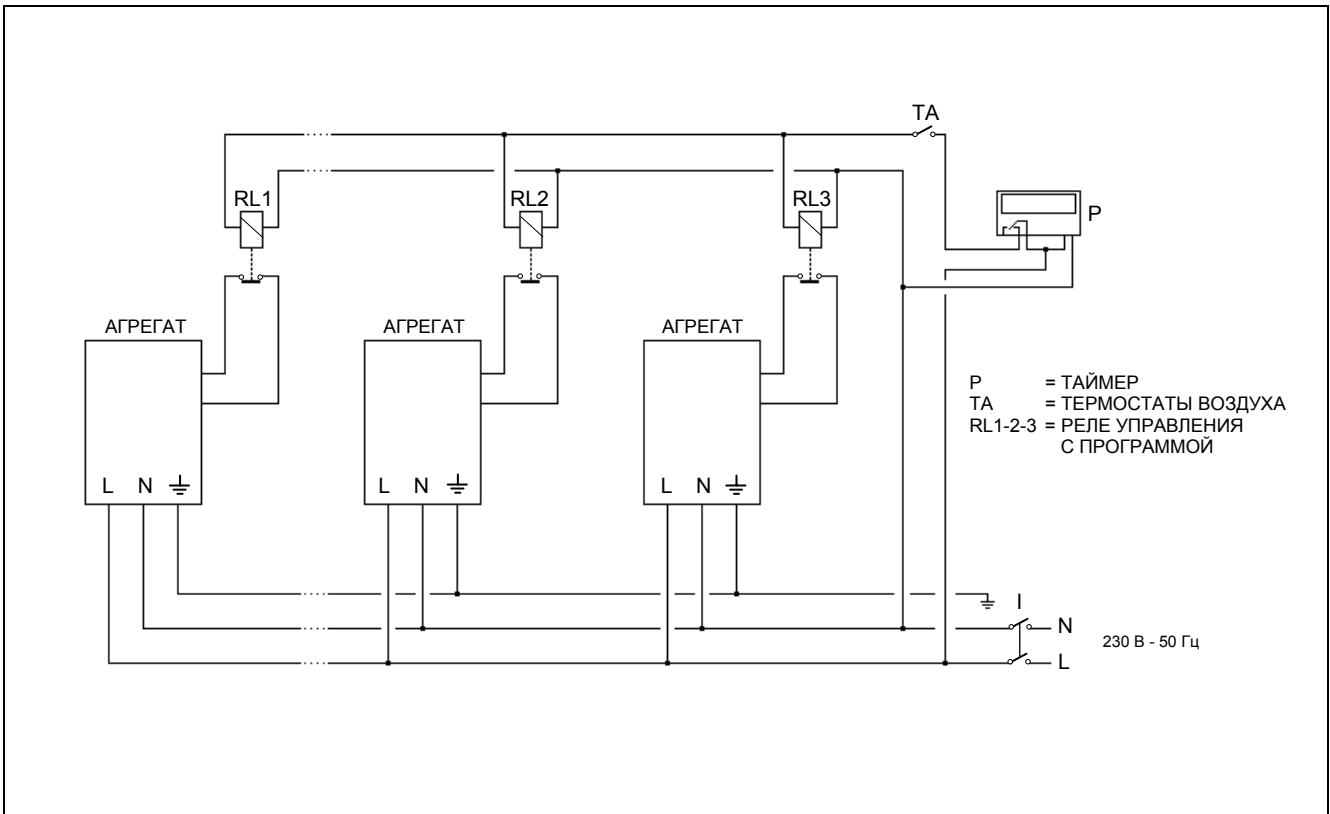 TA
RL1
RL2
RL3
P
АГРЕГАТ
АГРЕГАТ
АГРЕГАТ
P = ТАЙМЕР
TA = ТЕРМОСТАТЫ ВОЗДУХА
RL1-2-3 = РЕЛЕ УПРАВЛЕНИЯ
С ПРОГРАММОЙ
L N
L N
L N
I
N
230 В - 50 Гц
L